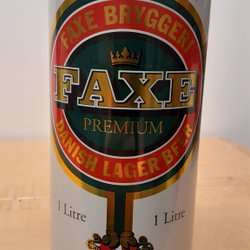 FAXE BRYGGERI
FAXE
PREMIUM
DANISH LAGER BEER
1 Litre
1 Litre